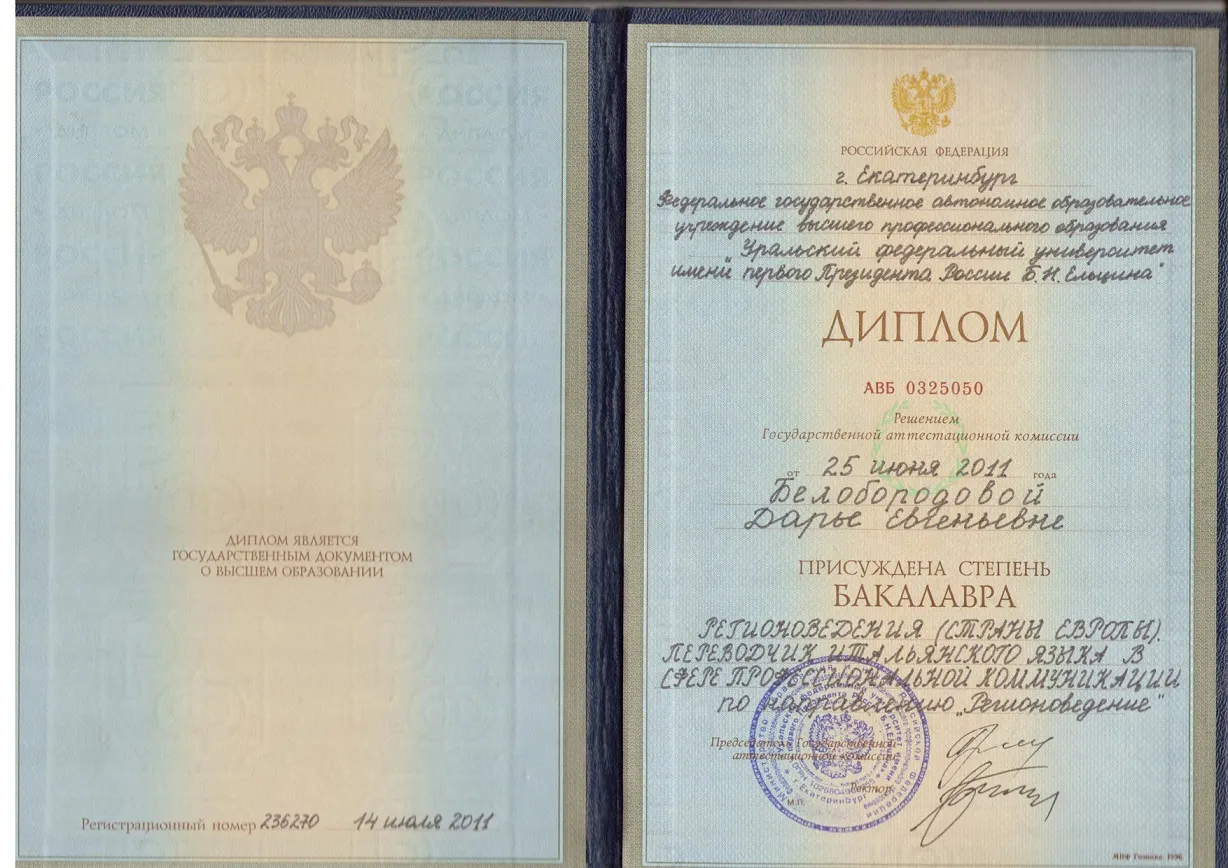 ДИПЛОМ ЯВЛЯЕТСЯ
ГОСУДАРСТВЕННЫМ ДОКУМЕНТОМ
О ВЫСШЕМ ОБРАЗОВАНИИ
Регистрационный номер 236270 14 июля 2011
РОССИЙСКАЯ ФЕДЕРАЦИЯ
г. Екатеринбург
Федеральное государственное автономное образовательное
учреждение высшего профессионального образования
„Уральский федеральный университет
имени первого Президента России Б.Н. Ельцина"
ДИПЛОМ
АВБ 0325050
Решением
Государственной аттестационной комиссии
от 25 июня 2011 года
Белобородовой
Дарье Евгеньевне
ПРИСУЖДЕНА СТЕПЕНЬ
БАКАЛАВРА
РЕГИОНОВЕДЕНИЯ (СТРАНЫ ЕВРОПЫ).
ПЕРЕВОДЧИК ИТАЛЬЯНСКОГО ЯЗЫКА В
СФЕРЕ ПРОФЕССИОНАЛЬНОЙ КОММУНИКАЦИИ
по направлению „Регионоведение"
Председатель Государственной
аттестационной комиссии
Ректор
М.П.
МПФ Гознака. 1996.